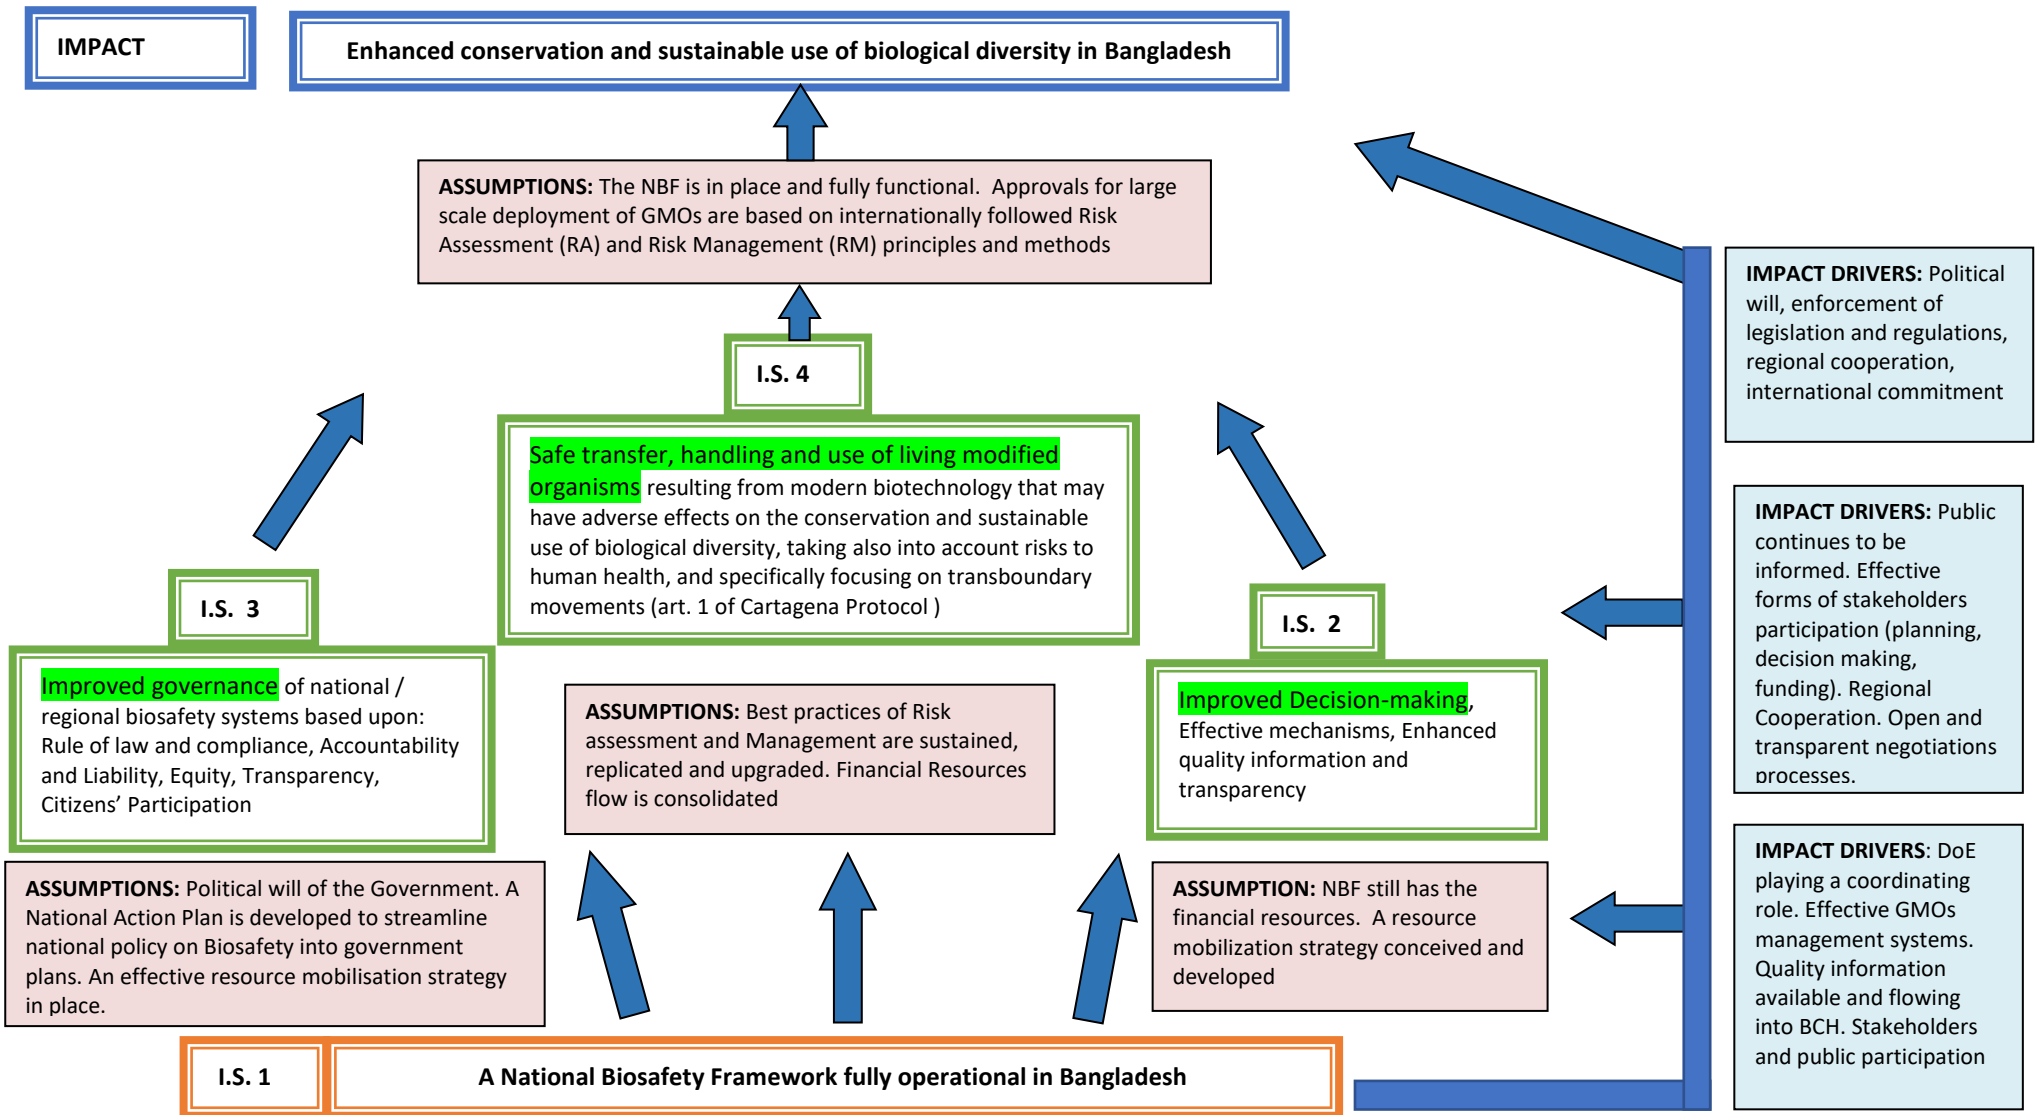 IMPACT
Enhanced conservation and sustainable use of biological diversity in Bangladesh
ASSUMPTIONS: The NBF is in place and fully functional.  Approvals for large
scale deployment of GMOs are based on internationally followed Risk
Assessment (RA) and Risk Management (RM) principles and methods
IMPACT DRIVERS: Political
will, enforcement of
legislation and regulations,
regional cooperation,
international commitment
I.S. 4
Safe transfer, handling and use of living modified
organisms resulting from modern biotechnology that may
have adverse effects on the conservation and sustainable
use of biological diversity, taking also into account risks to
human health, and specifically focusing on transboundary
movements (art. 1 of Cartagena Protocol )
IMPACT DRIVERS: Public
continues to be
informed. Effective
forms of stakeholders
participation (planning,
decision making,
funding). Regional
Cooperation. Open and
transparent negotiations
processes.
I.S.  3
Improved governance of national /
regional biosafety systems based upon:
Rule of law and compliance, Accountability
and Liability, Equity, Transparency,
Citizens’ Participation
ASSUMPTIONS: Best practices of Risk
assessment and Management are sustained,
replicated and upgraded. Financial Resources
flow is consolidated
I.S.  2
Improved Decision-making,
Effective mechanisms, Enhanced
quality information and
transparency
ASSUMPTIONS: Political will of the Government. A
National Action Plan is developed to streamline
national policy on Biosafety into government
plans. An effective resource mobilisation strategy
in place.
ASSUMPTION: NBF still has the
financial resources.  A resource
mobilization strategy conceived and
developed
IMPACT DRIVERS: DoE
playing a coordinating
role. Effective GMOs
management systems.
Quality information
available and flowing
into BCH. Stakeholders
and public participation
I.S. 1
A National Biosafety Framework fully operational in Bangladesh